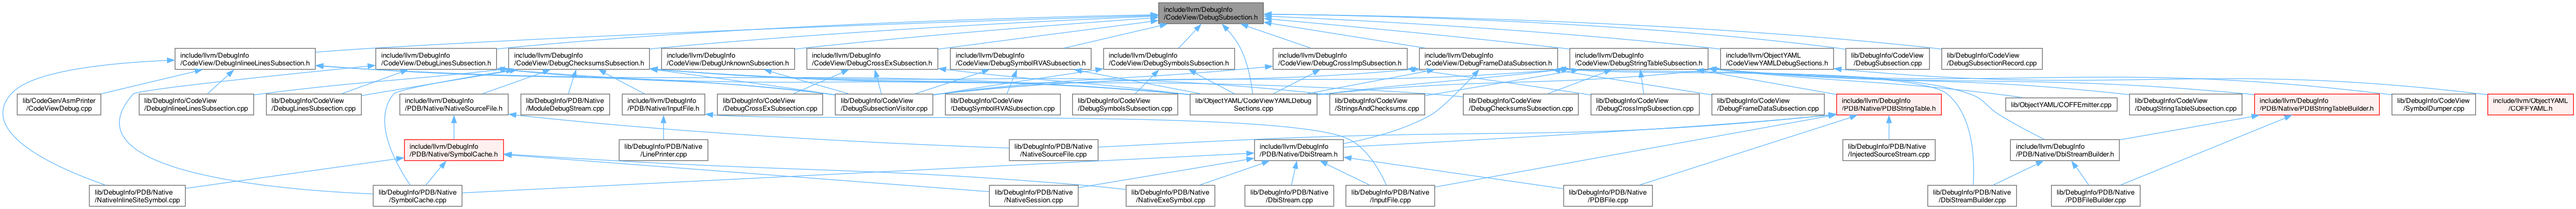 include/llvm/DebugInfo
/CodeView/DebugSubsection.h
include/llvm/DebugInfo
/CodeView/DebugInlineeLinesSubsection.h
include/llvm/DebugInfo
/CodeView/DebugLinesSubsection.h
include/llvm/DebugInfo
/CodeView/DebugChecksumsSubsection.h
include/llvm/DebugInfo
/CodeView/DebugUnknownSubsection.h
include/llvm/DebugInfo
/CodeView/DebugCrossExSubsection.h
include/llvm/DebugInfo
/CodeView/DebugSymbolRVASubsection.h
include/llvm/DebugInfo
/CodeView/DebugSymbolsSubsection.h
include/llvm/DebugInfo
/CodeView/DebugCrossImpSubsection.h
include/llvm/DebugInfo
/CodeView/DebugFrameDataSubsection.h
include/llvm/DebugInfo
/CodeView/DebugStringTableSubsection.h
include/llvm/ObjectYAML
/CodeViewYAMLDebugSections.h
lib/DebugInfo/CodeView
/DebugSubsection.cpp
lib/DebugInfo/CodeView
/DebugSubsectionRecord.cpp
lib/CodeGen/AsmPrinter
/CodeViewDebug.cpp
lib/DebugInfo/CodeView
/DebugInlineeLinesSubsection.cpp
lib/DebugInfo/CodeView
/DebugLinesSubsection.cpp
include/llvm/DebugInfo
/PDB/Native/NativeSourceFile.h
lib/DebugInfo/PDB/Native
/ModuleDebugStream.cpp
include/llvm/DebugInfo
/PDB/Native/InputFile.h
lib/DebugInfo/CodeView
/DebugCrossExSubsection.cpp
lib/DebugInfo/CodeView
/DebugSubsectionVisitor.cpp
lib/DebugInfo/CodeView
/DebugSymbolRVASubsection.cpp
lib/DebugInfo/CodeView
/DebugSymbolsSubsection.cpp
lib/ObjectYAML/CodeViewYAMLDebug
Sections.cpp
lib/DebugInfo/CodeView
/StringsAndChecksums.cpp
lib/DebugInfo/CodeView
/DebugChecksumsSubsection.cpp
lib/DebugInfo/CodeView
/DebugCrossImpSubsection.cpp
lib/DebugInfo/CodeView
/DebugFrameDataSubsection.cpp
include/llvm/DebugInfo
/PDB/Native/PDBStringTable.h
lib/ObjectYAML/COFFEmitter.cpp
lib/DebugInfo/CodeView
/DebugStringTableSubsection.cpp
include/llvm/DebugInfo
/PDB/Native/PDBStringTableBuilder.h
lib/DebugInfo/CodeView
/SymbolDumper.cpp
include/llvm/ObjectYAML
/COFFYAML.h
include/llvm/DebugInfo
/PDB/Native/SymbolCache.h
lib/DebugInfo/PDB/Native
/LinePrinter.cpp
lib/DebugInfo/PDB/Native
/NativeSourceFile.cpp
include/llvm/DebugInfo
/PDB/Native/DbiStream.h
lib/DebugInfo/PDB/Native
/InjectedSourceStream.cpp
include/llvm/DebugInfo
/PDB/Native/DbiStreamBuilder.h
lib/DebugInfo/PDB/Native
/NativeInlineSiteSymbol.cpp
lib/DebugInfo/PDB/Native
/SymbolCache.cpp
lib/DebugInfo/PDB/Native
/NativeSession.cpp
lib/DebugInfo/PDB/Native
/NativeExeSymbol.cpp
lib/DebugInfo/PDB/Native
/DbiStream.cpp
lib/DebugInfo/PDB/Native
/InputFile.cpp
lib/DebugInfo/PDB/Native
/PDBFile.cpp
lib/DebugInfo/PDB/Native
/DbiStreamBuilder.cpp
lib/DebugInfo/PDB/Native
/PDBFileBuilder.cpp